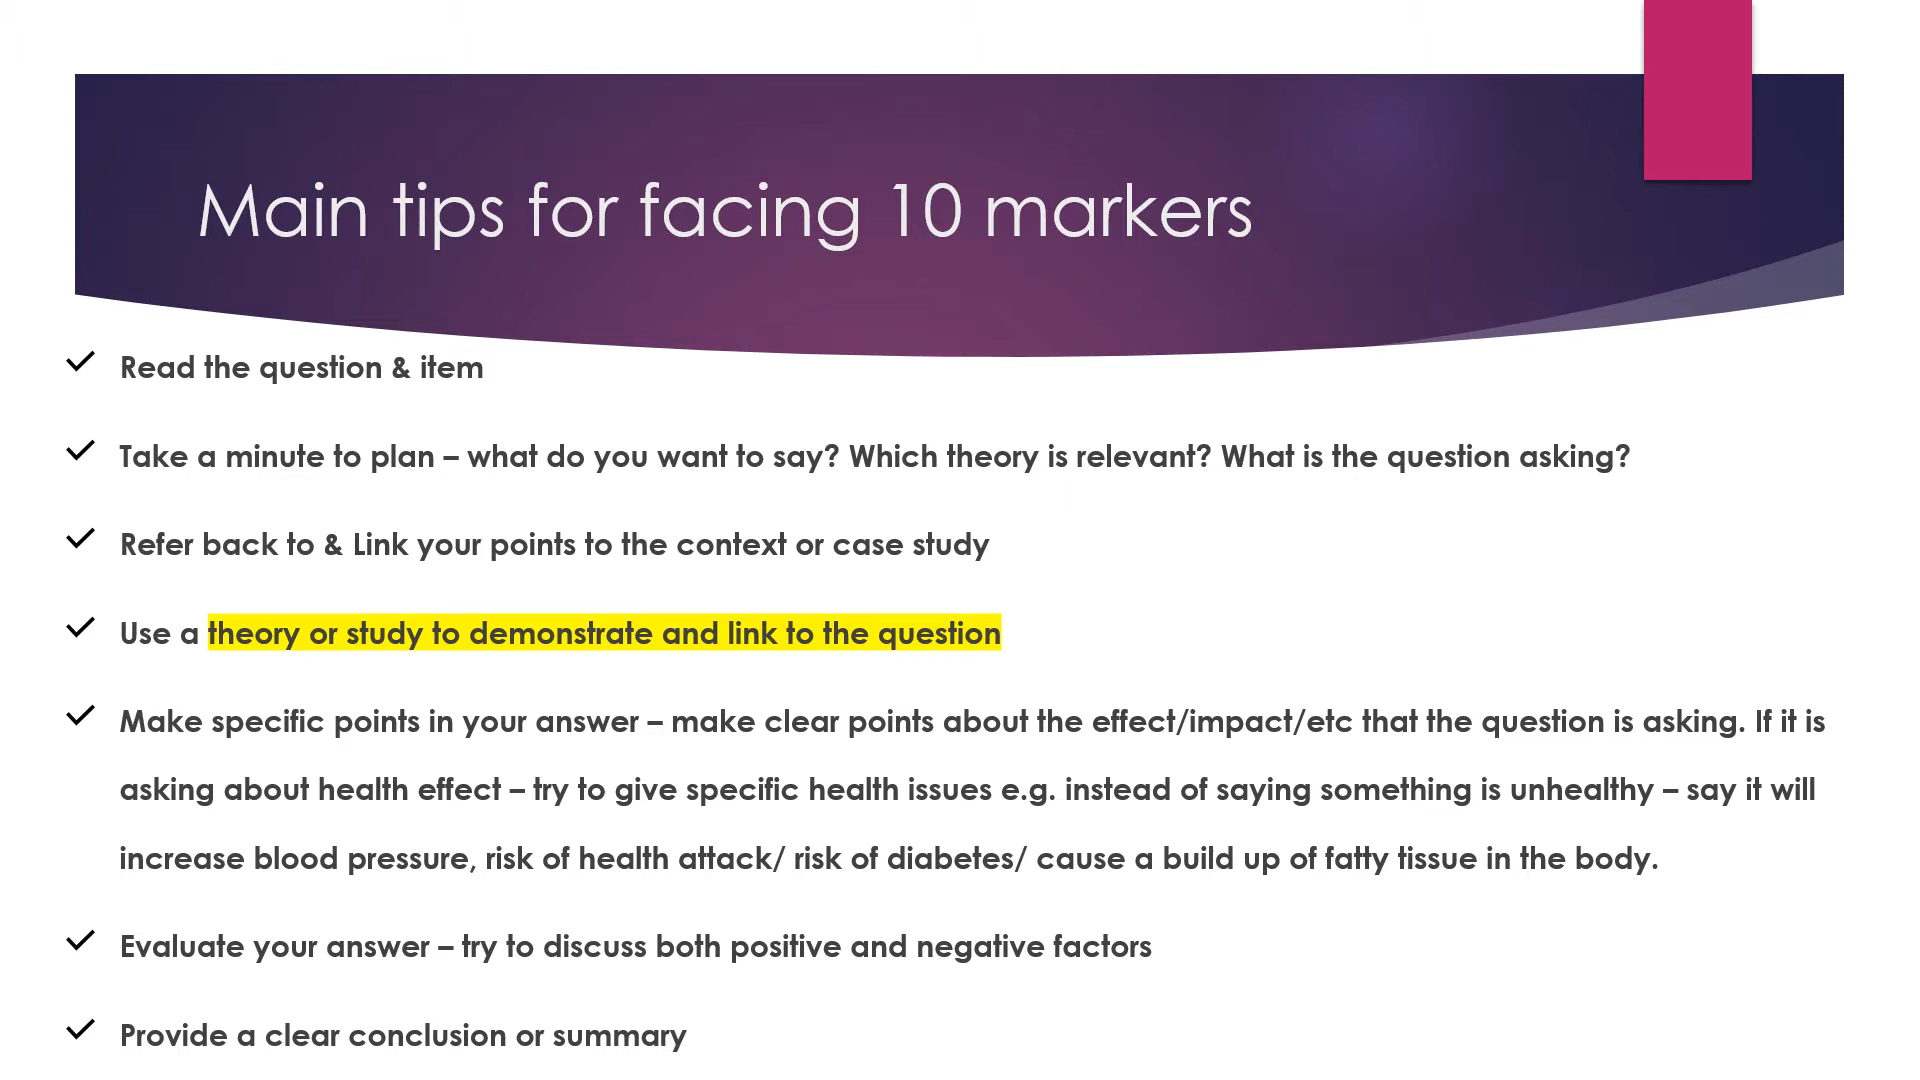 Main tips for facing 10 markers
Read the question & item
Take a minute to plan – what do you want to say? Which theory is relevant? What is the question asking?
Refer back to & Link your points to the context or case study
Use a theory or study to demonstrate and link to the question
Make specific points in your answer – make clear points about the effect/impact/etc that the question is asking. If it is
asking about health effect – try to give specific health issues e.g. instead of saying something is unhealthy – say it will
increase blood pressure, risk of health attack/ risk of diabetes/ cause a build up of fatty tissue in the body.
Evaluate your answer – try to discuss both positive and negative factors
Provide a clear conclusion or summary